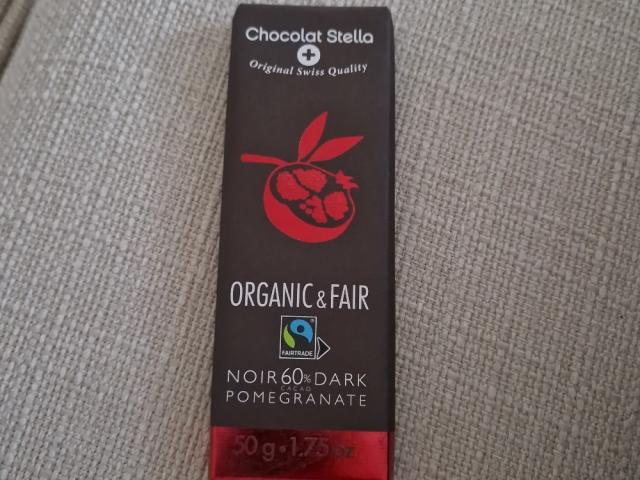 Chocolat Stella
Original Swiss Quality
ORGANIC & FAIR
FAIRTRADE
NOIR 60% DARK
CACAO
POMEGRANATE
50 g • 1.75 oz